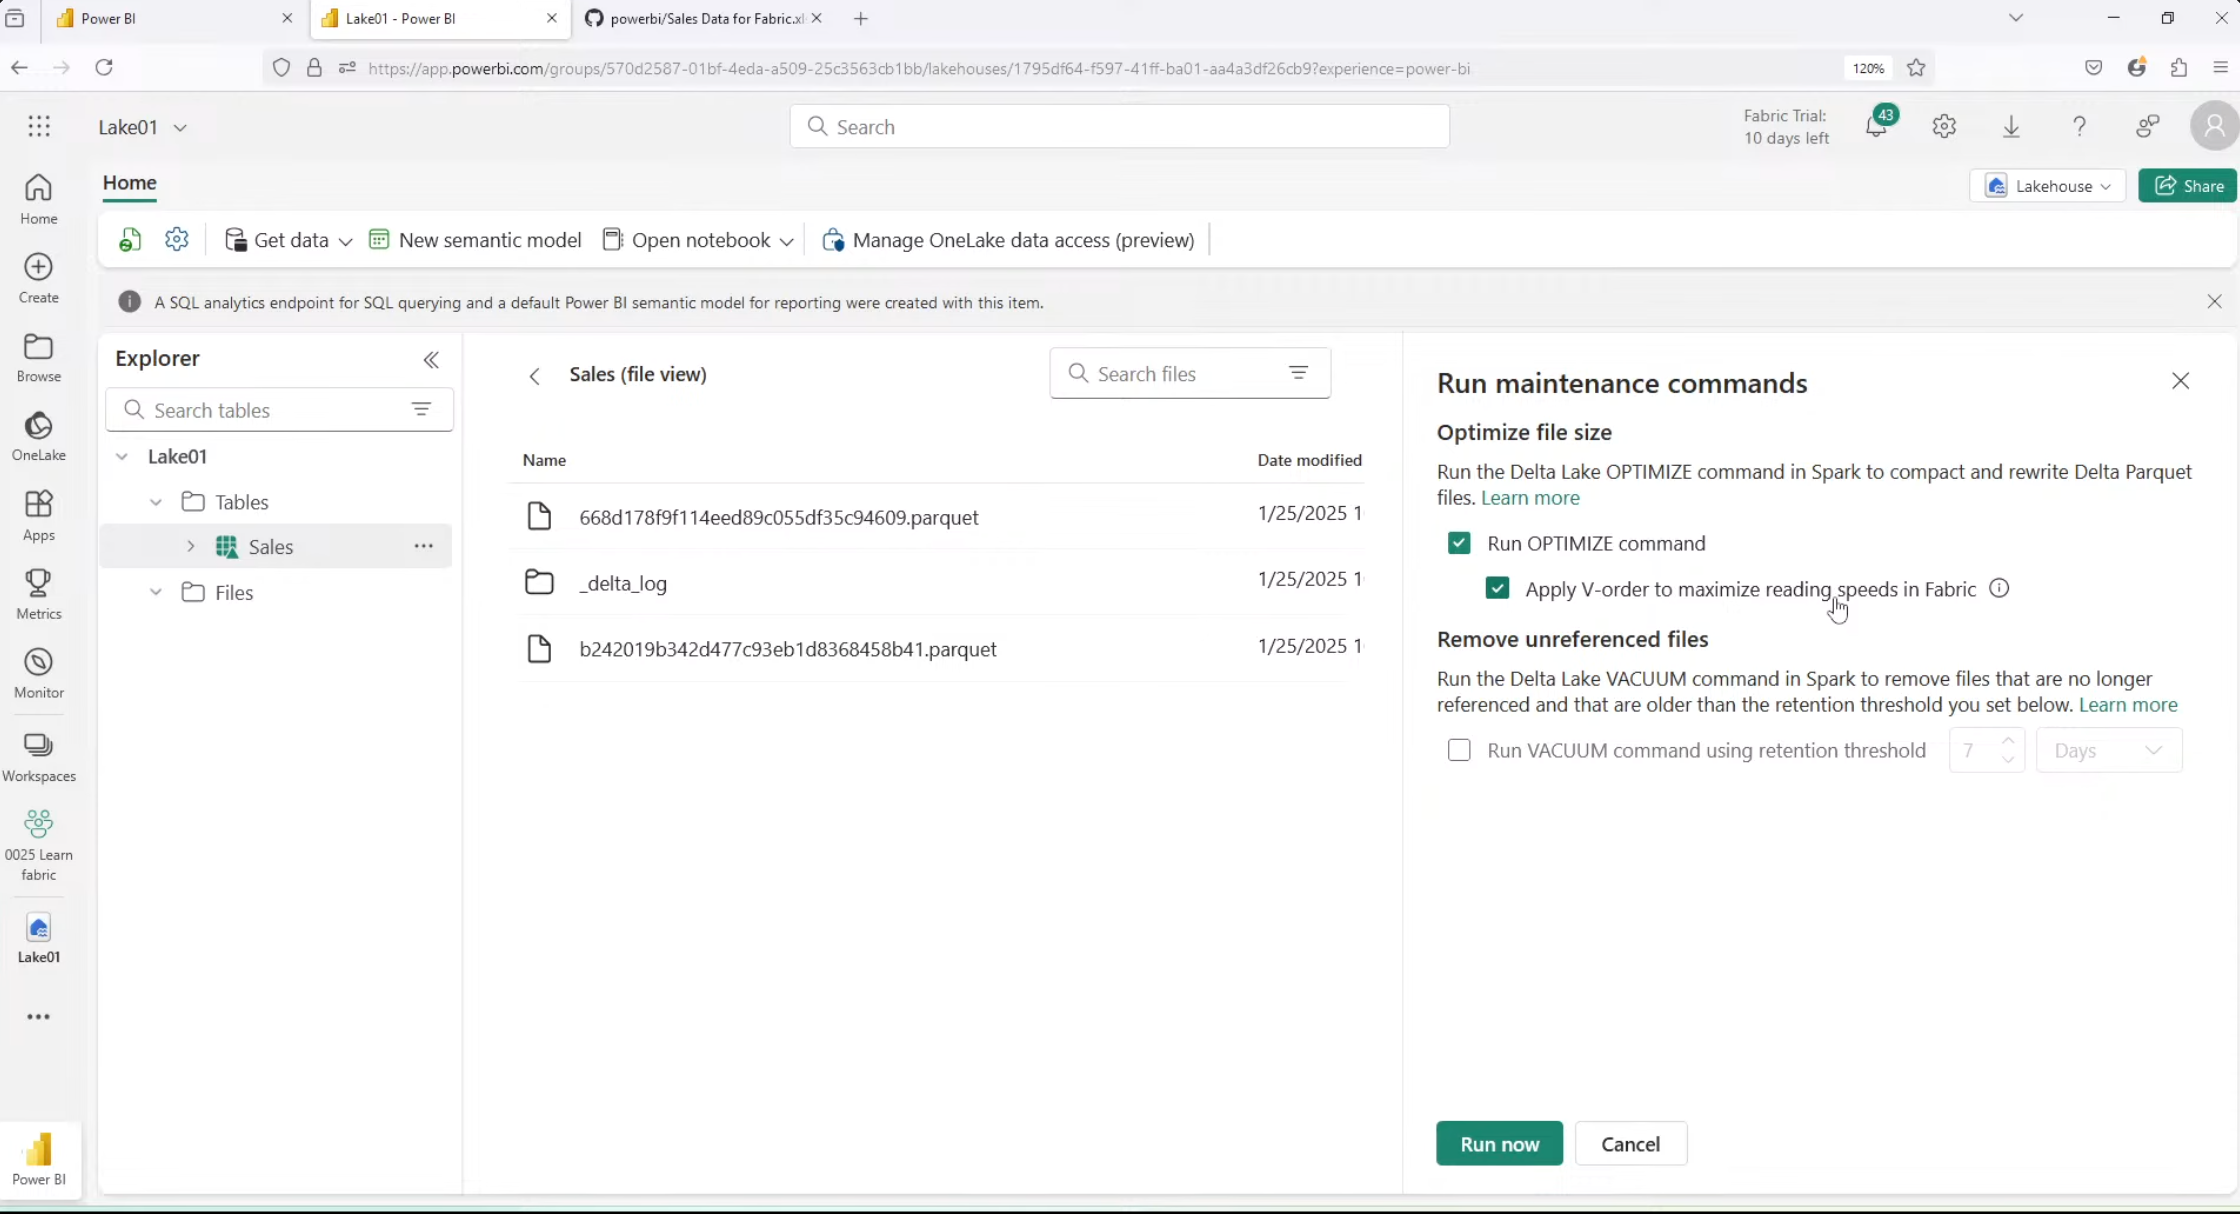 Power BI
Lake01 - Power BI
powerbi/Sales Data for Fabric.xl
https://app.powerbi.com/groups/570d2587-01bf-4eda-a509-25c3563cb1bb/lakehouses/1795df64-f597-41ff-ba01-aa4a3df26cb9?experience=power-bi
120%
Lake01
Search
Fabric Trial:
10 days left
43
Home
Lakehouse
Share
Get data
New semantic model
Open notebook
Manage OneLake data access (preview)
A SQL analytics endpoint for SQL querying and a default Power BI semantic model for reporting were created with this item.
Home
Create
Browse
OneLake
Apps
Metrics
Monitor
Workspaces
0025 Learn
fabric
Lake01
Power BI
Explorer
Search tables
Lake01
Tables
Sales
Files
Sales (file view)
Search files
Name
Date modified
668d178f9f114eed89c055df35c94609.parquet
1/25/2025 1
_delta_log
1/25/2025 1
b242019b342d477c93eb1d8368458b41.parquet
1/25/2025 1
Run maintenance commands
Optimize file size
Run the Delta Lake OPTIMIZE command in Spark to compact and rewrite Delta Parquet
files. Learn more
Run OPTIMIZE command
Apply V-order to maximize reading speeds in Fabric
Remove unreferenced files
Run the Delta Lake VACUUM command in Spark to remove files that are no longer
referenced and that are older than the retention threshold you set below. Learn more
Run VACUUM command using retention threshold
7
Days
Run now
Cancel